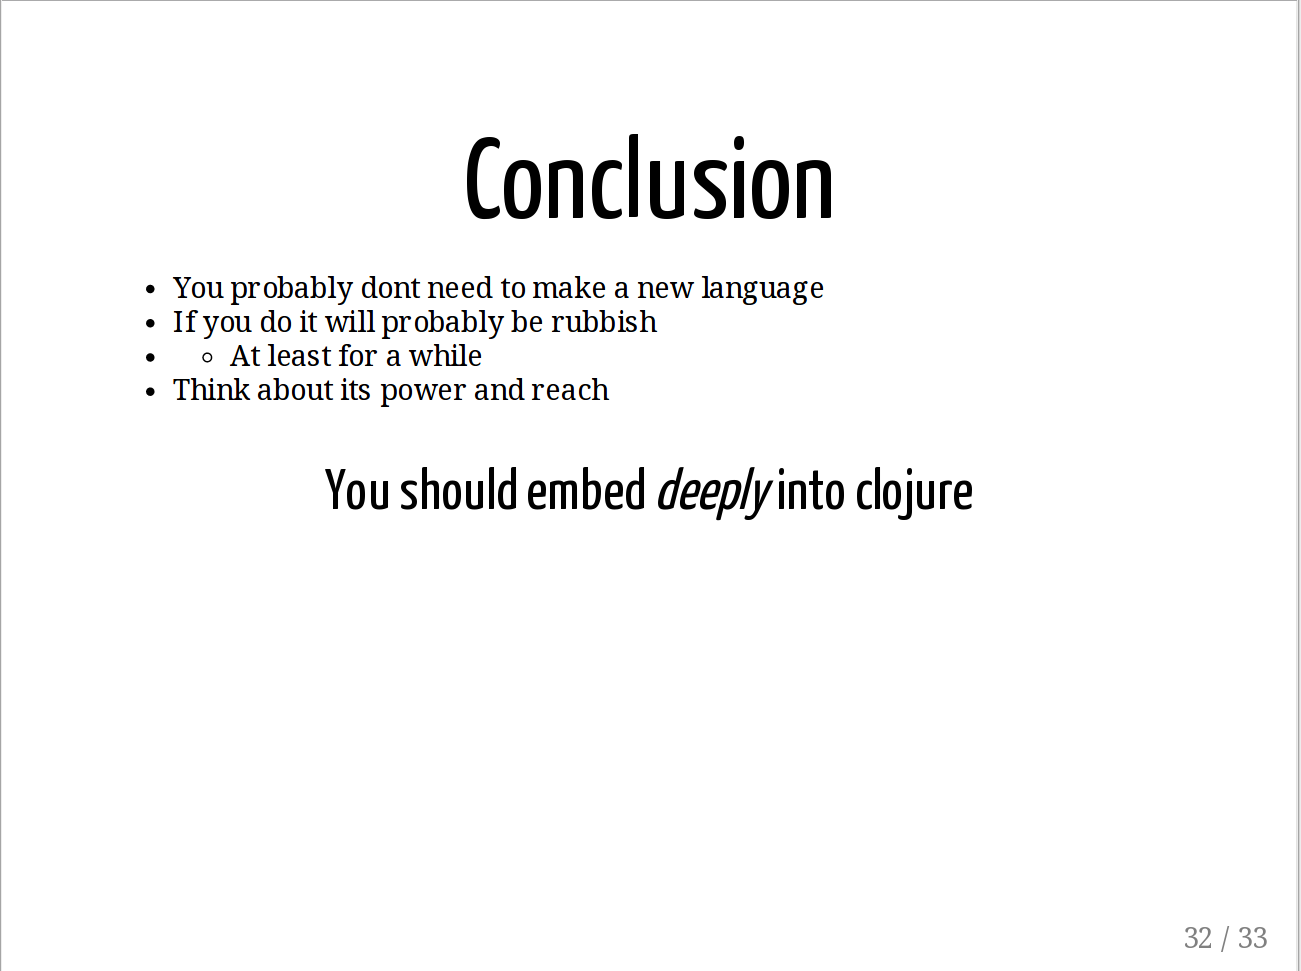 Conclusion
• You probably dont need to make a new language
• If you do it will probably be rubbish
• ◦ At least for a while
• Think about its power and reach
You should embed deeply into clojure
32 / 33